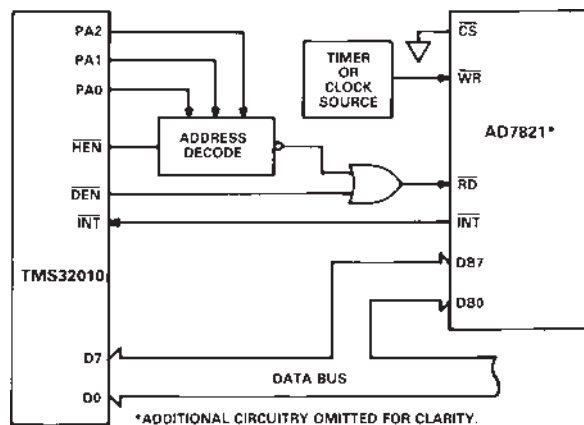 PA2
PA1
PA0
HEN
DEN
INT
TMS32010
D7
D0
ADDRESS
DECODE
TIMER
OR
CLOCK
SOURCE
CS
WR
AD7821*
RD
INT
DB7
DB0
DATA BUS
*ADDITIONAL CIRCUITRY OMITTED FOR CLARITY.